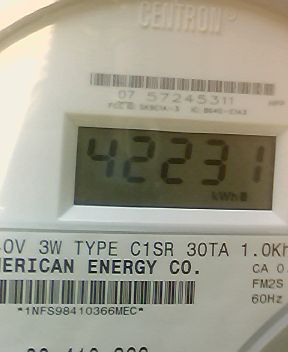 CENTRON
07 57245311
42231
kWh
0V 3W TYPE C1SR 30TA 1.0Kh
MERICAN ENERGY CO.
CA 0.
FM2S
60Hz
*1NFS98410366MEC*